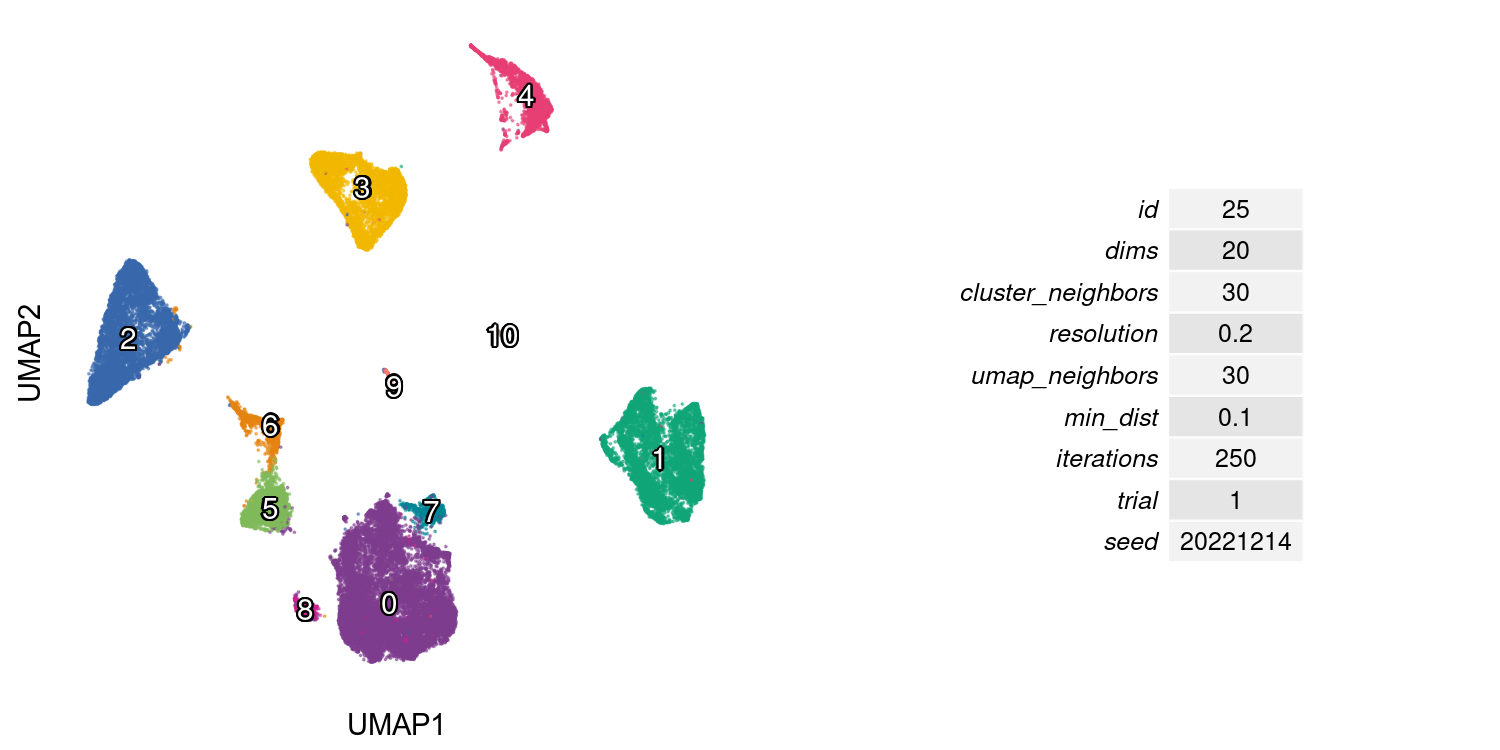 4
3
2
10
9
6
1
5
7
0
8
UMAP2
UMAP1
id 25
dims 20
cluster_neighbors 30
resolution 0.2
umap_neighbors 30
min_dist 0.1
iterations 250
trial 1
seed 20221214